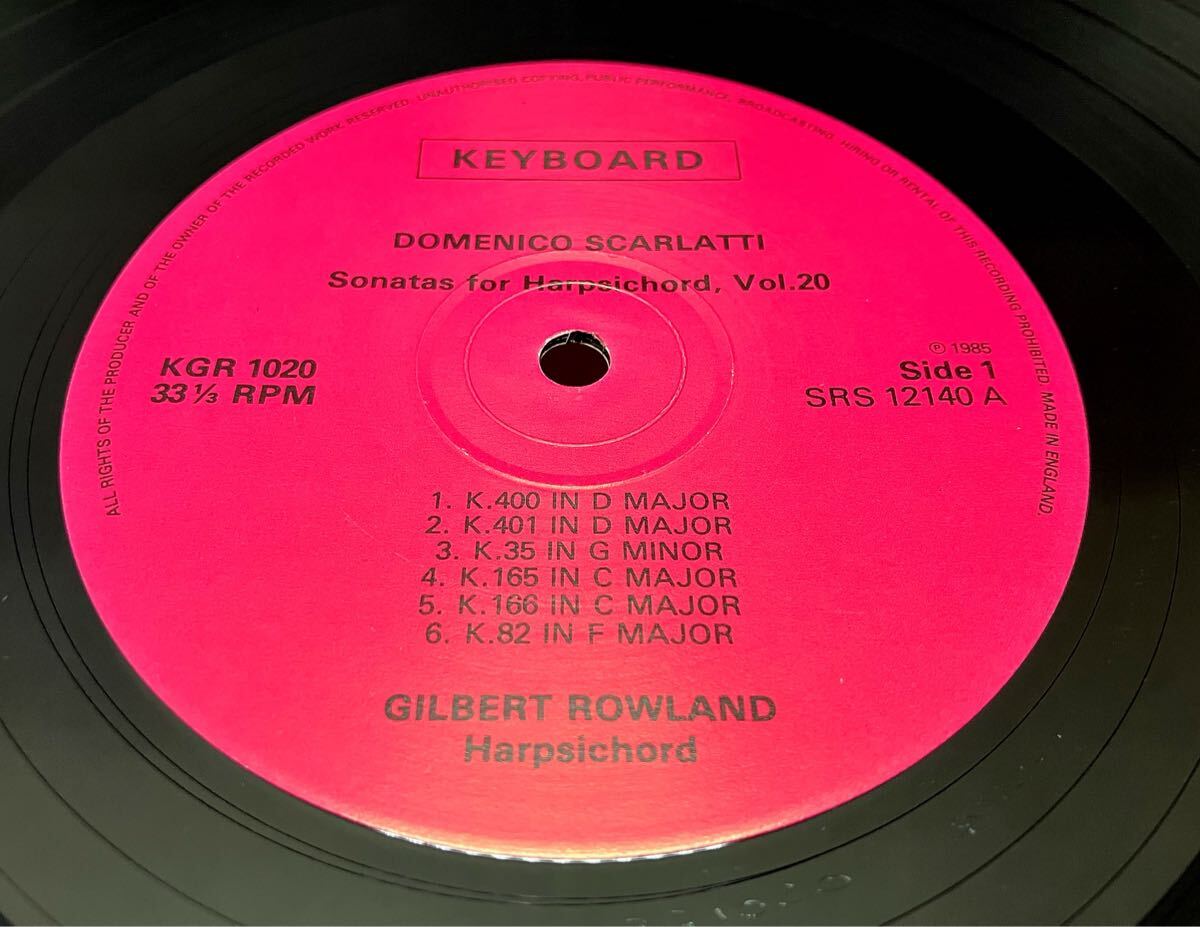 ALL RIGHTS OF THE PRODUCER AND OF THE OWNER OF THE RECORDED WORK RESERVED. UNAUTHORISED COPYING, PUBLIC PERFORMANCE, BROADCASTING, HIRING OR RENTAL OF THIS RECORDING PROHIBITED. MADE IN ENGLAND.
KEYBOARD
DOMENICO SCARLATTI
Sonatas for Harpsichord, Vol.20
KGR 1020
33 1/3 RPM
℗ 1985
Side 1
SRS 12140 A
1. K.400 IN D MAJOR
2. K.401 IN D MAJOR
3. K.35 IN G MINOR
4. K.165 IN C MAJOR
5. K.166 IN C MAJOR
6. K.82 IN F MAJOR
GILBERT ROWLAND
Harpsichord